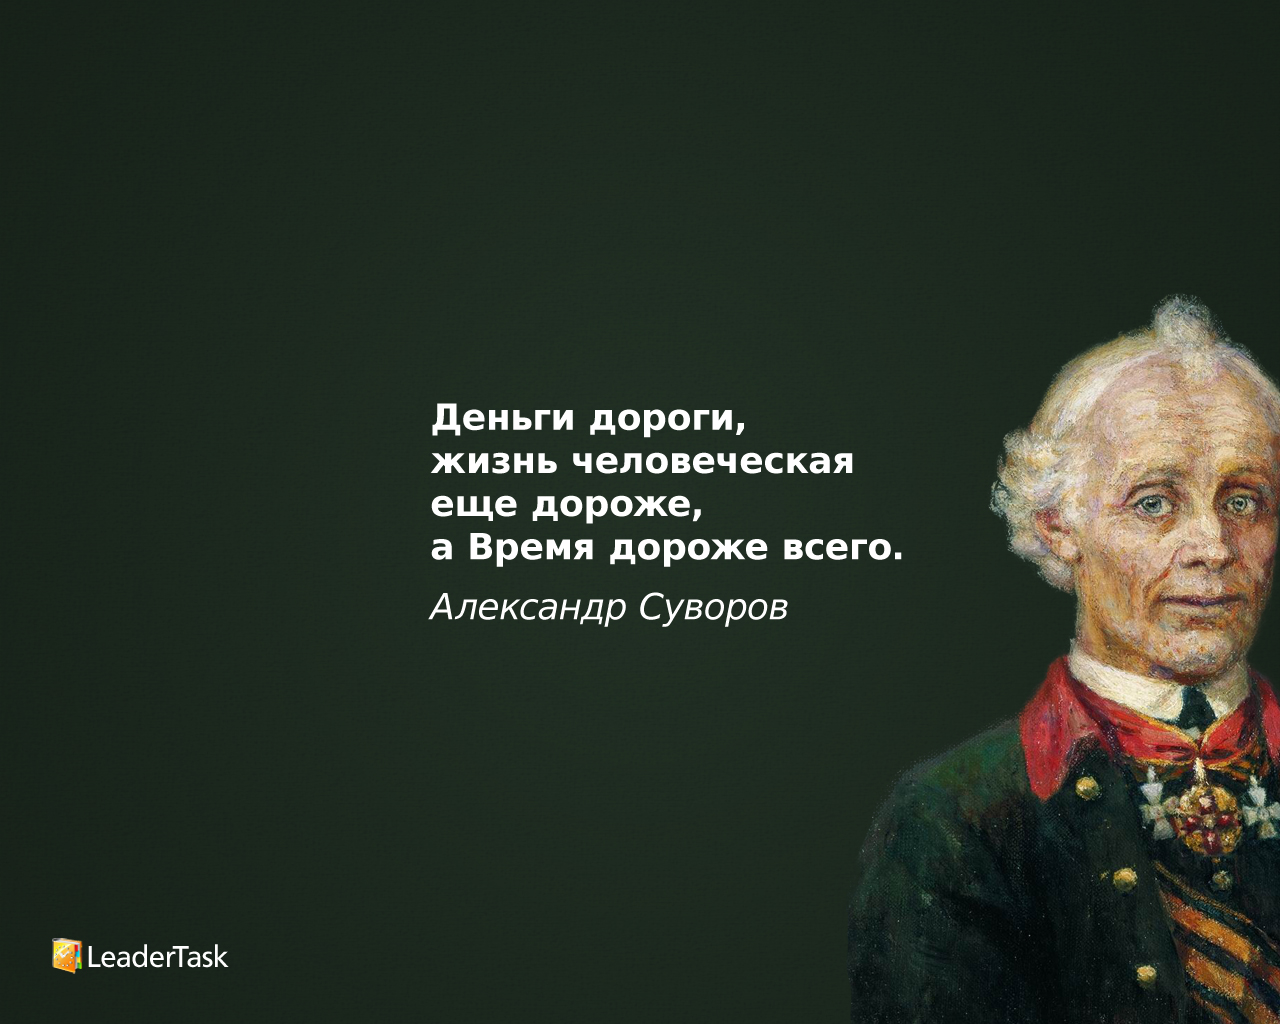 Деньги дороги,
жизнь человеческая
еще дороже,
а Время дороже всего.
Александр Суворов
LeaderTask